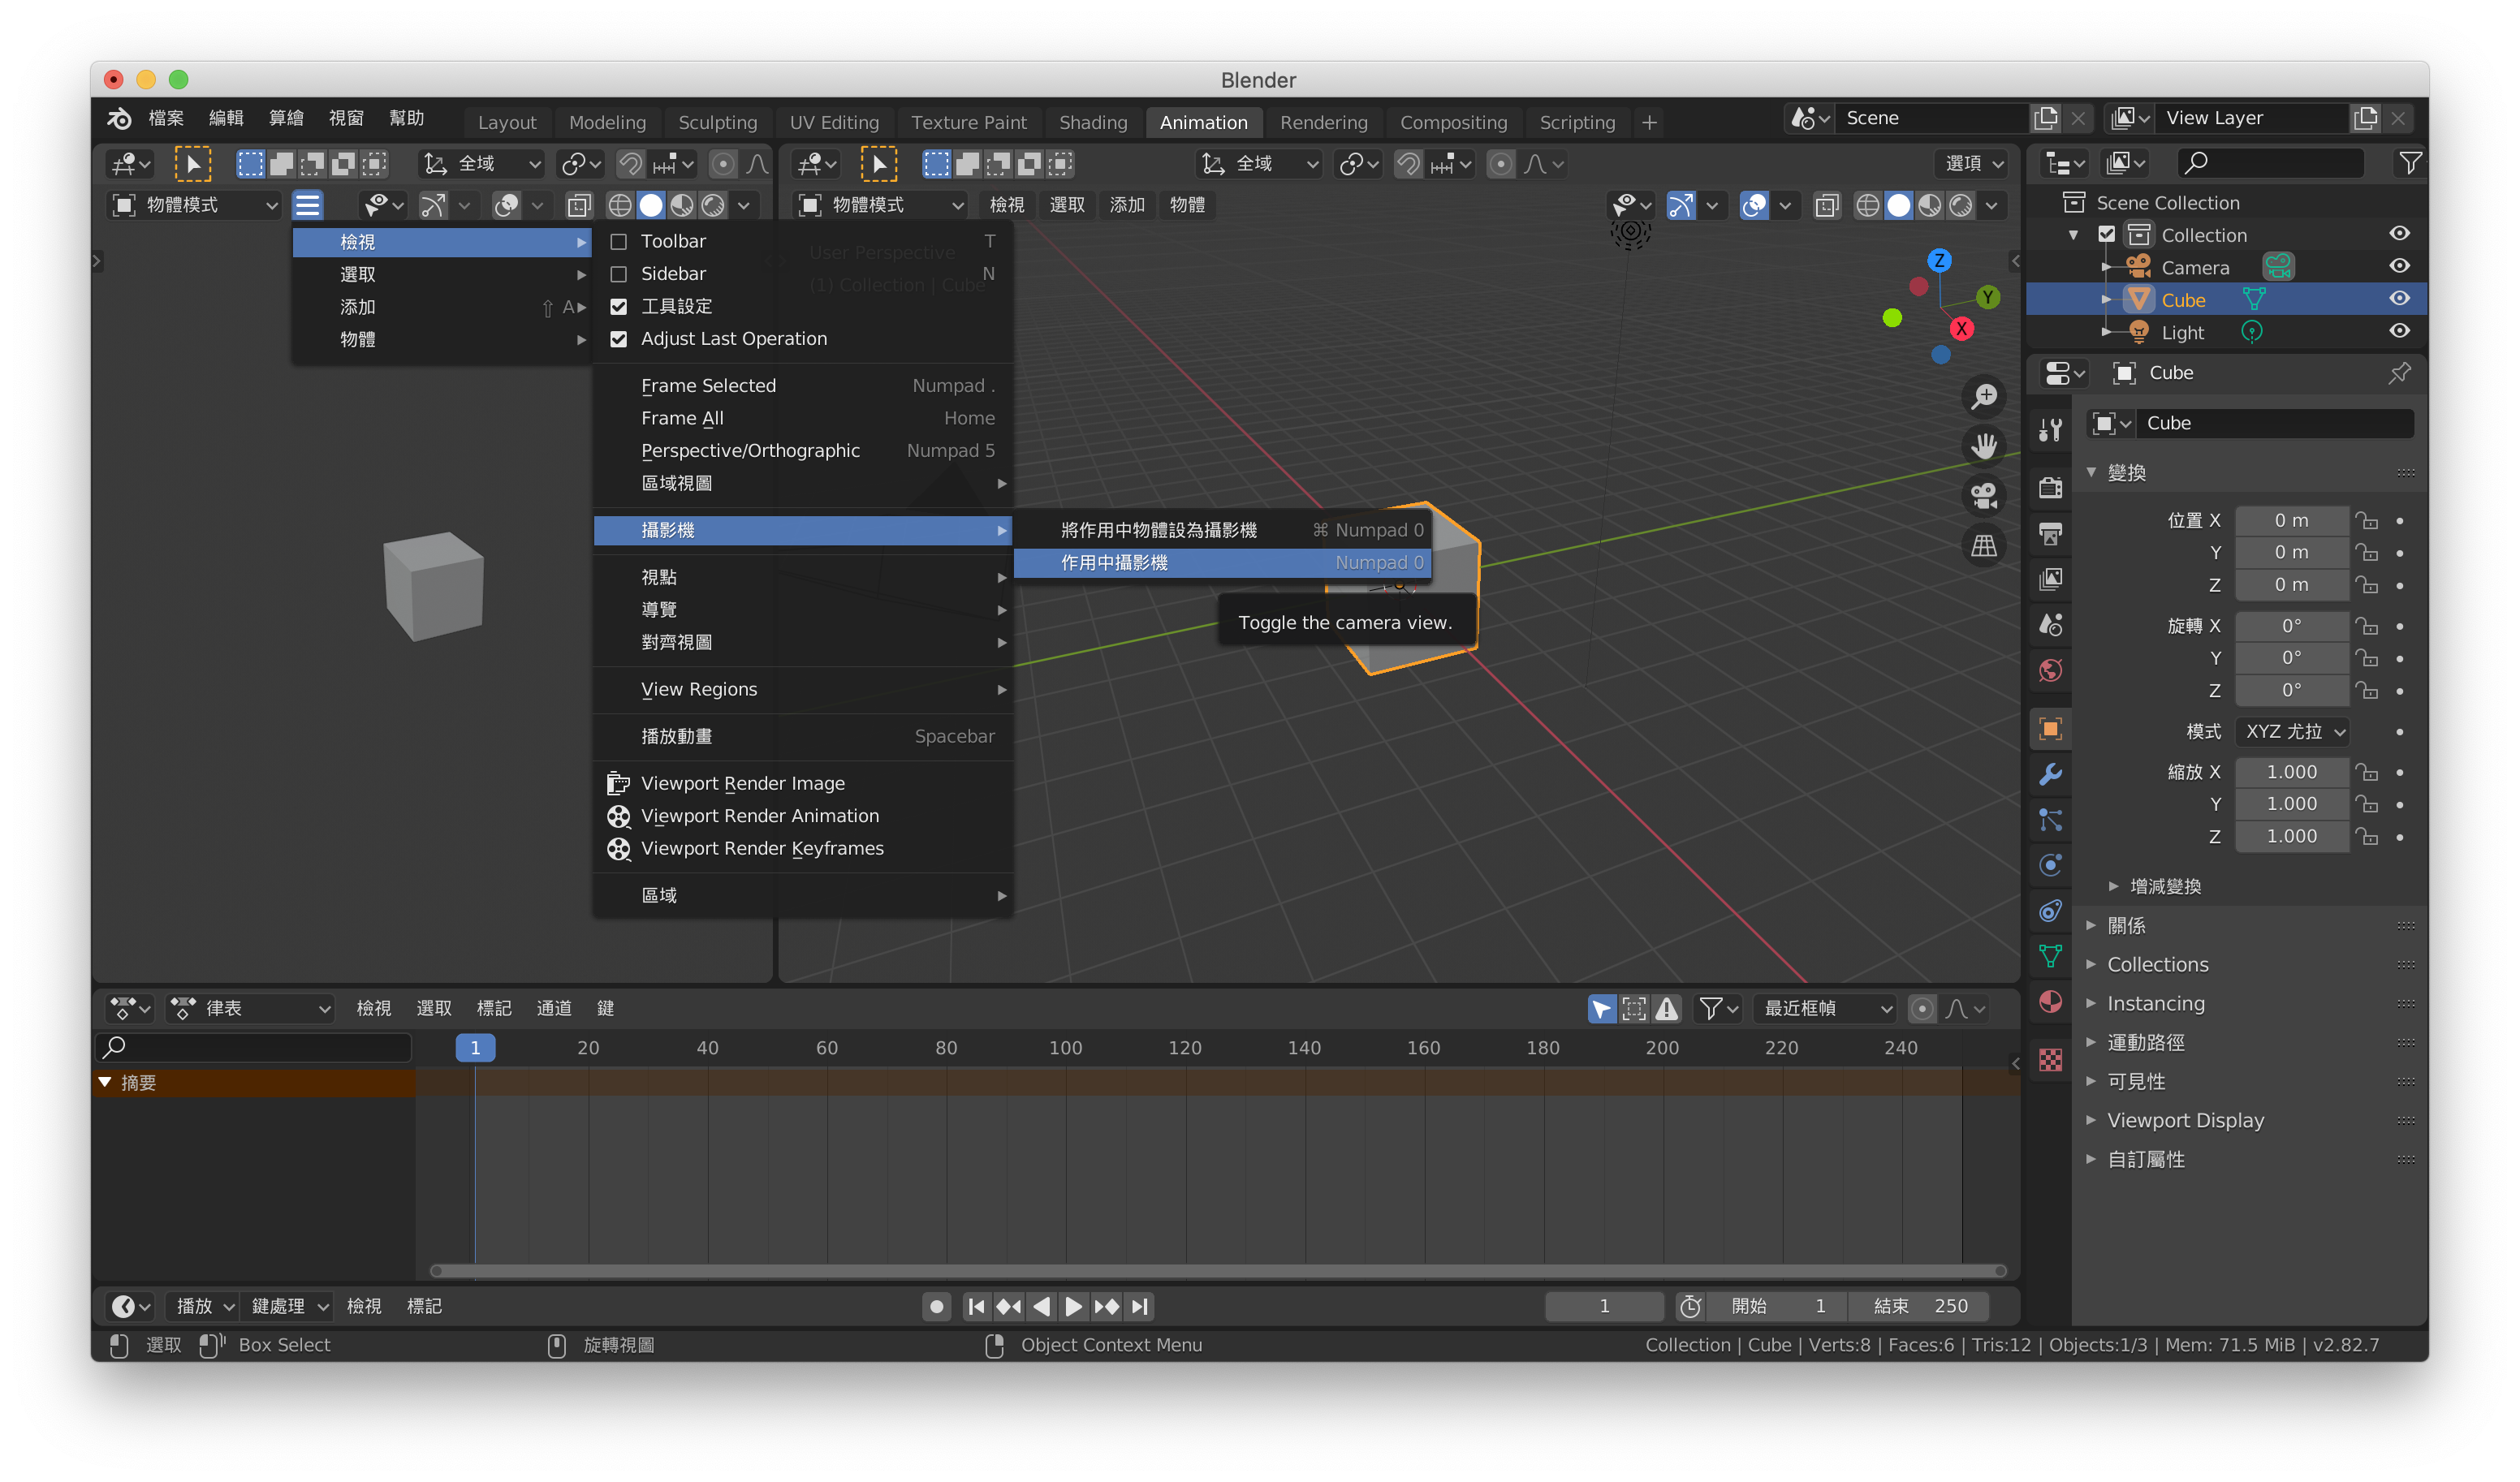 Blender
檔案 編輯 算繪 視窗 幫助 Layout Modeling Sculpting UV Editing Texture Paint Shading Animation Rendering Compositing Scripting + Scene View Layer
全域 全域 選項
物體模式 物體模式 檢視 選取 添加 物體
檢視
選取
添加 ⇧ A
物體
Toolbar T
Sidebar N
工具設定
Adjust Last Operation
Frame Selected Numpad .
Frame All Home
Perspective/Orthographic Numpad 5
區域視圖
攝影機
視點
導覽
對齊視圖
View Regions
播放動畫 Spacebar
Viewport Render Image
Viewport Render Animation
Viewport Render Keyframes
區域
將作用中物體設為攝影機 ⌘ Numpad 0
作用中攝影機 Numpad 0
Toggle the camera view.
User Perspective
(1) Collection | Cube
Z
Y
X
Scene Collection
Collection
Camera
Cube
Light
Cube
Cube
變換
位置 X 0 m
Y 0 m
Z 0 m
旋轉 X 0°
Y 0°
Z 0°
模式 XYZ 尤拉
縮放 X 1.000
Y 1.000
Z 1.000
增減變換
關係
Collections
Instancing
運動路徑
可見性
Viewport Display
自訂屬性
律表 檢視 選取 標記 通道 鍵 最近框幀
1 20 40 60 80 100 120 140 160 180 200 220 240
摘要
播放 鍵處理 檢視 標記 1 開始 1 結束 250
選取 Box Select 旋轉視圖 Object Context Menu Collection | Cube | Verts:8 | Faces:6 | Tris:12 | Objects:1/3 | Mem: 71.5 MiB | v2.82.7